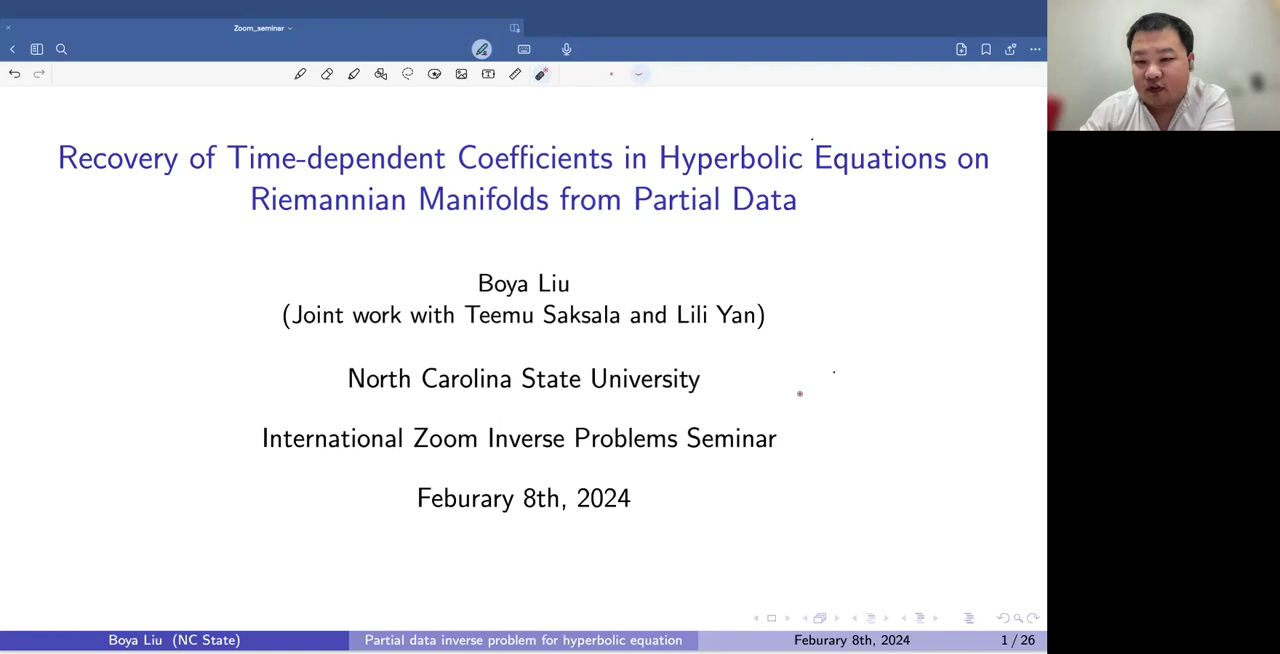 Zoom_seminar
Recovery of Time-dependent Coefficients in Hyperbolic Equations on
Riemannian Manifolds from Partial Data
Boya Liu
(Joint work with Teemu Saksala and Lili Yan)
North Carolina State University
International Zoom Inverse Problems Seminar
Feburary 8th, 2024
Boya Liu (NC State) Partial data inverse problem for hyperbolic equation Feburary 8th, 2024 1 / 26